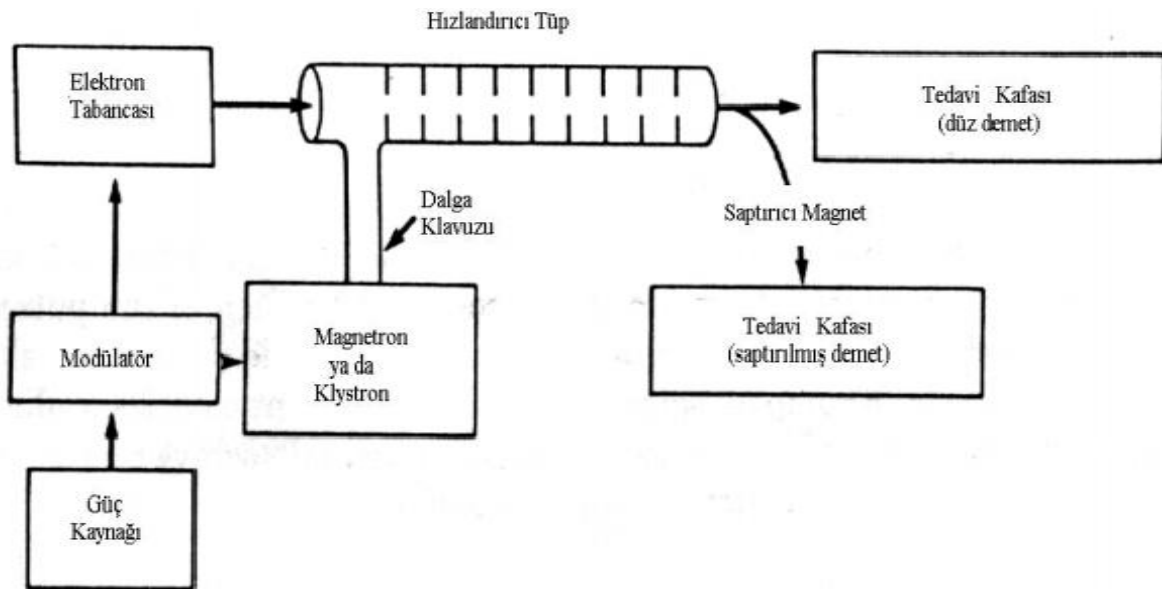 Hızlandırıcı Tüp
Elektron
Tabancası
Tedavi Kafası
(düz demet)
Dalga
Klavuzu
Saptırıcı Magnet
Modülatör
Magnetron
ya da
Klystron
Tedavi Kafası
(saptırılmış demet)
Güç
Kaynağı